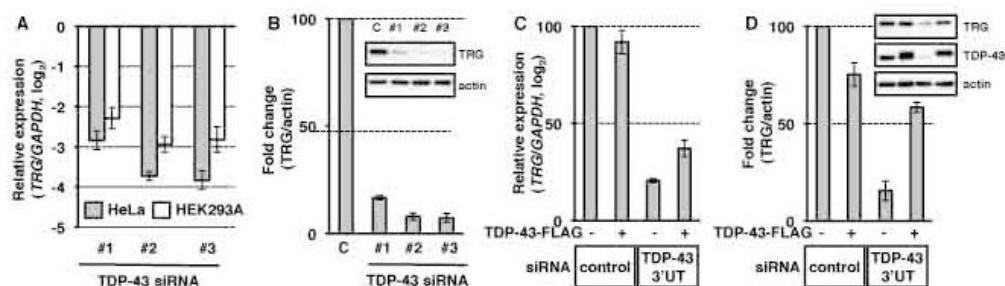 A
Relative expression
(TRG/GAPDH, log2)
0
-1
-2
-3
-4
-5
HeLa HEK293A
#1 #2 #3
TDP-43 siRNA
B
Fold change
(TRG/actin)
100
50
0
C #1 #2 #3
TRG
actin
C #1 #2 #3
TDP-43 siRNA
C
Relative expression
(TRG/GAPDH, log2)
100
50
0
TDP-43-FLAG - + - +
siRNA control TDP-43
3'UT
D
Fold change
(TRG/actin)
100
50
0
TRG
TDP-43
actin
TDP-43-FLAG - + - +
siRNA control TDP-43
3'UT